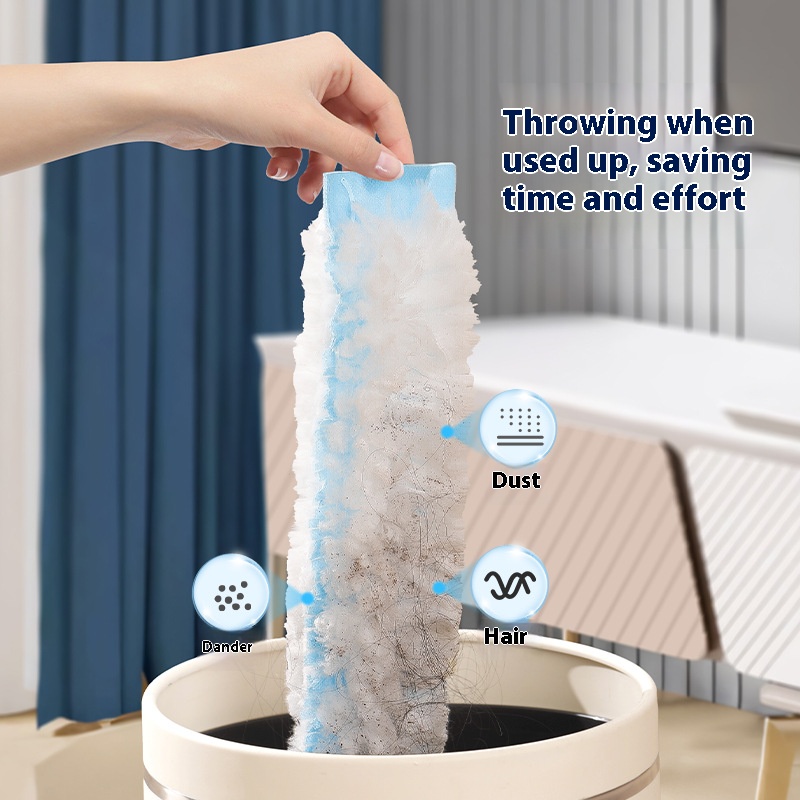 Throwing when
used up, saving
time and effort
Dust
Hair
Dander